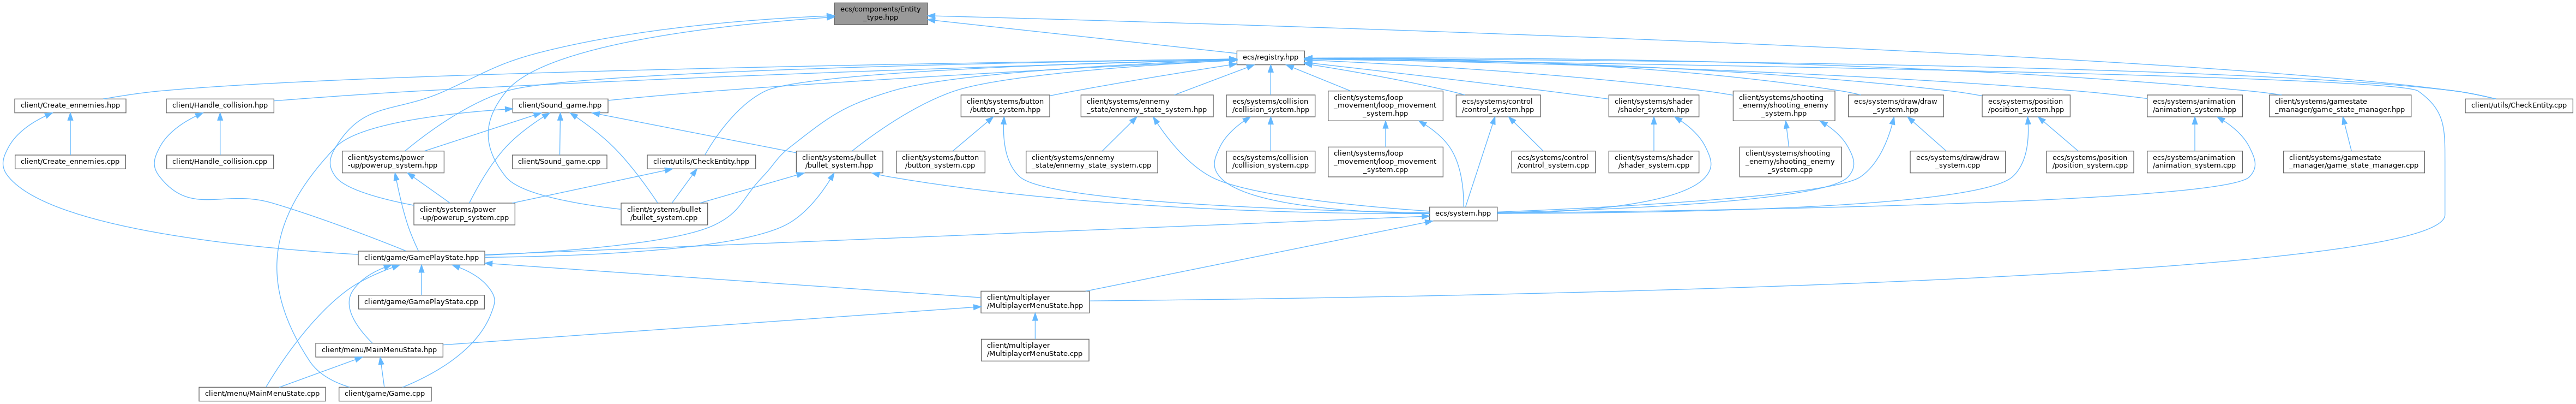 ecs/components/Entity
_type.hpp
ecs/registry.hpp
client/Create_ennemies.hpp
client/Handle_collision.hpp
client/Sound_game.hpp
client/systems/button
/button_system.hpp
client/systems/ennemy
_state/ennemy_state_system.hpp
ecs/systems/collision
/collision_system.hpp
client/systems/loop
_movement/loop_movement
_system.hpp
ecs/systems/control
/control_system.hpp
client/systems/shader
/shader_system.hpp
client/systems/shooting
_enemy/shooting_enemy
_system.hpp
ecs/systems/draw/draw
_system.hpp
ecs/systems/position
/position_system.hpp
ecs/systems/animation
/animation_system.hpp
client/systems/gamestate
_manager/game_state_manager.hpp
client/utils/CheckEntity.cpp
client/Create_ennemies.cpp
client/Handle_collision.cpp
client/systems/power
-up/powerup_system.hpp
client/Sound_game.cpp
client/utils/CheckEntity.hpp
client/systems/bullet
/bullet_system.hpp
client/systems/button
/button_system.cpp
client/systems/ennemy
_state/ennemy_state_system.cpp
ecs/systems/collision
/collision_system.cpp
client/systems/loop
_movement/loop_movement
_system.cpp
ecs/systems/control
/control_system.cpp
client/systems/shader
/shader_system.cpp
client/systems/shooting
_enemy/shooting_enemy
_system.cpp
ecs/systems/draw/draw
_system.cpp
ecs/systems/position
/position_system.cpp
ecs/systems/animation
/animation_system.cpp
client/systems/gamestate
_manager/game_state_manager.cpp
client/systems/power
-up/powerup_system.cpp
client/systems/bullet
/bullet_system.cpp
ecs/system.hpp
client/game/GamePlayState.hpp
client/game/GamePlayState.cpp
client/multiplayer
/MultiplayerMenuState.hpp
client/menu/MainMenuState.hpp
client/multiplayer
/MultiplayerMenuState.cpp
client/menu/MainMenuState.cpp
client/game/Game.cpp